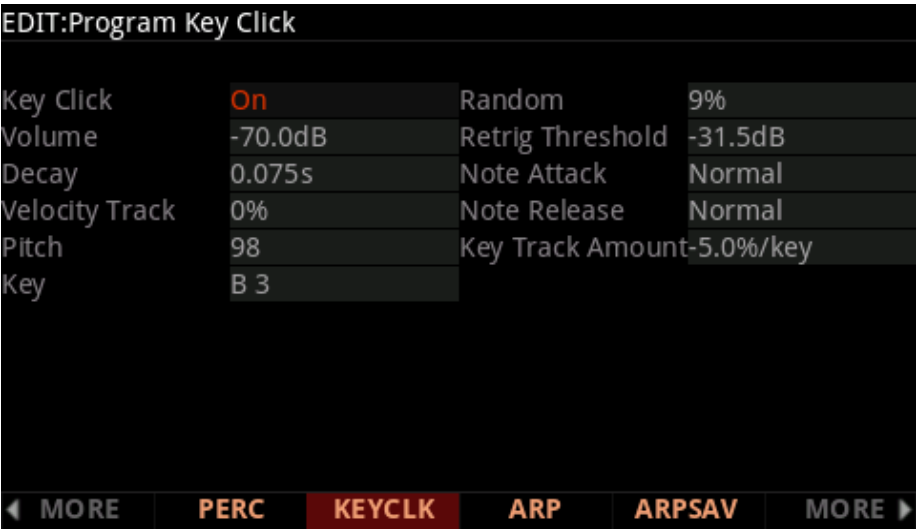 EDIT:Program Key Click
Key Click On Random 9%
Volume -70.0dB Retrig Threshold -31.5dB
Decay 0.075s Note Attack Normal
Velocity Track 0% Note Release Normal
Pitch 98 Key Track Amount -5.0%/key
Key B 3
MORE PERC KEYCLK ARP ARPSAV MORE